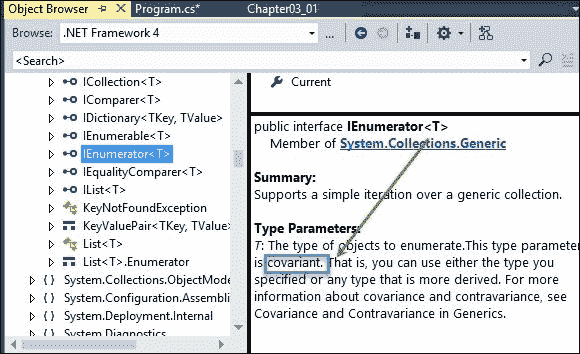 Object Browser
Program.cs*
Chapter03_01
Browse: .NET Framework 4
...
<Search>
ICollection<T>
IComparer<T>
IDictionary<TKey, TValue>
IEnumerable<T>
IEnumerator<T>
IEqualityComparer<T>
IList<T>
KeyNotFoundException
KeyValuePair<TKey, TValue>
List<T>
List<T>.Enumerator
System.Collections.ObjectMode
System.Configuration.Assembli
System.Deployment.Internal
System.Diagnostics
Current
public interface IEnumerator<T>
Member of System.Collections.Generic
Summary:
Supports a simple iteration over a generic collection.
Type Parameters:
T: The type of objects to enumerate.This type parameter
is covariant. That is, you can use either the type you
specified or any type that is more derived. For more
information about covariance and contravariance, see
Covariance and Contravariance in Generics.